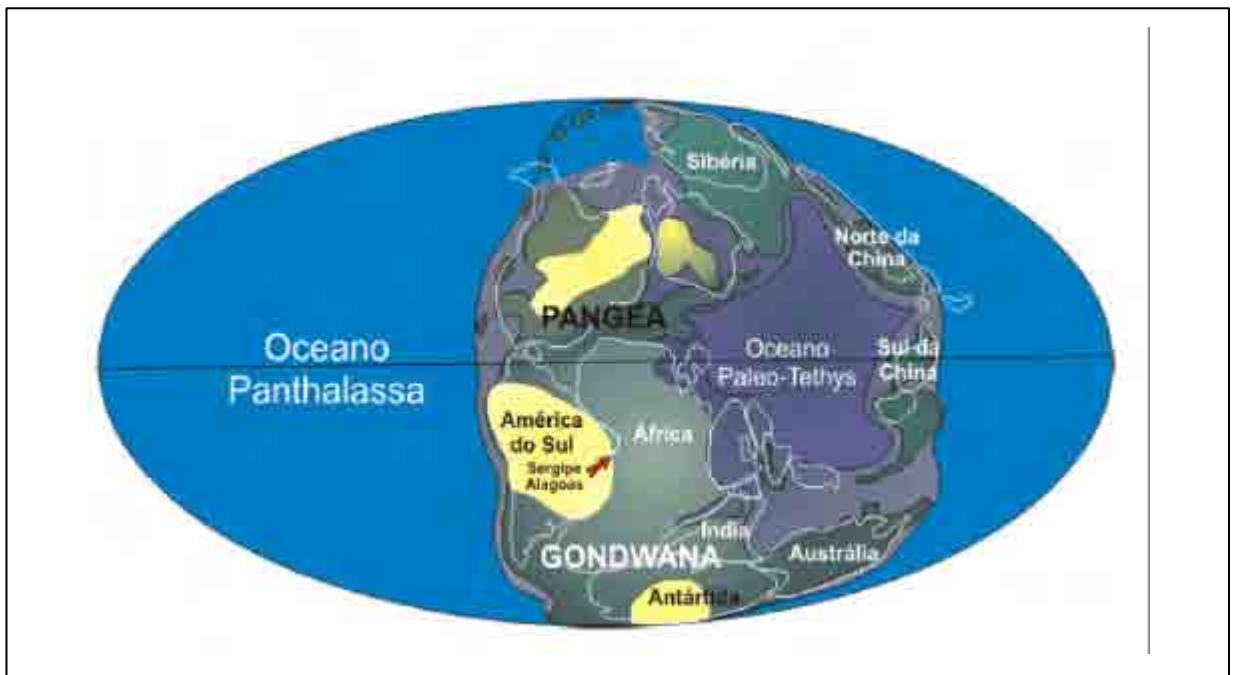 Sibéria
Norte da
China
PANGEA
Oceano
Panthalassa
Oceano
Paleo-Tethys
Sul da
China
América
do Sul
Sergipe
Alagoas
África
Índia
GONDWANA
Austrália
Antártida